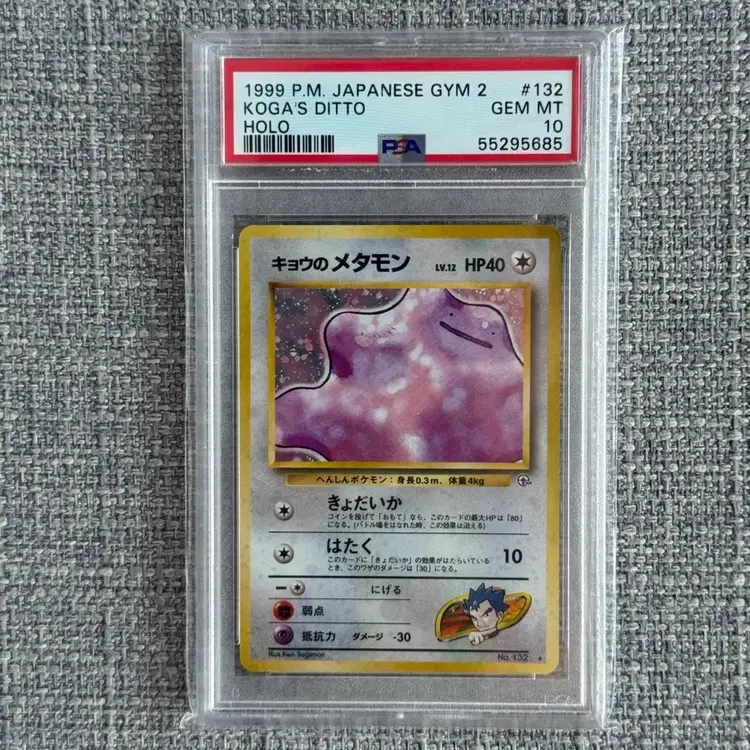 1999 P.M. JAPANESE GYM 2 #132
KOGA'S DITTO GEM MT
HOLO 10
PSA 55295685
キョウの メタモン LV.12 HP40
へんしんポケモン：身長0.3m、体重4kg
きょだいか
コインを投げて「おもて」なら、このカードの最大HPは「80」
になる。(バトル場をはなれた時、この効果は消える)
はたく 10
このカードに「きょだいか」の効果がはたらいている
とき、このワザのダメージは「30」になる。
にげる
弱点
抵抗力 ダメージ -30
Illus. Ken Sugimori No. 132